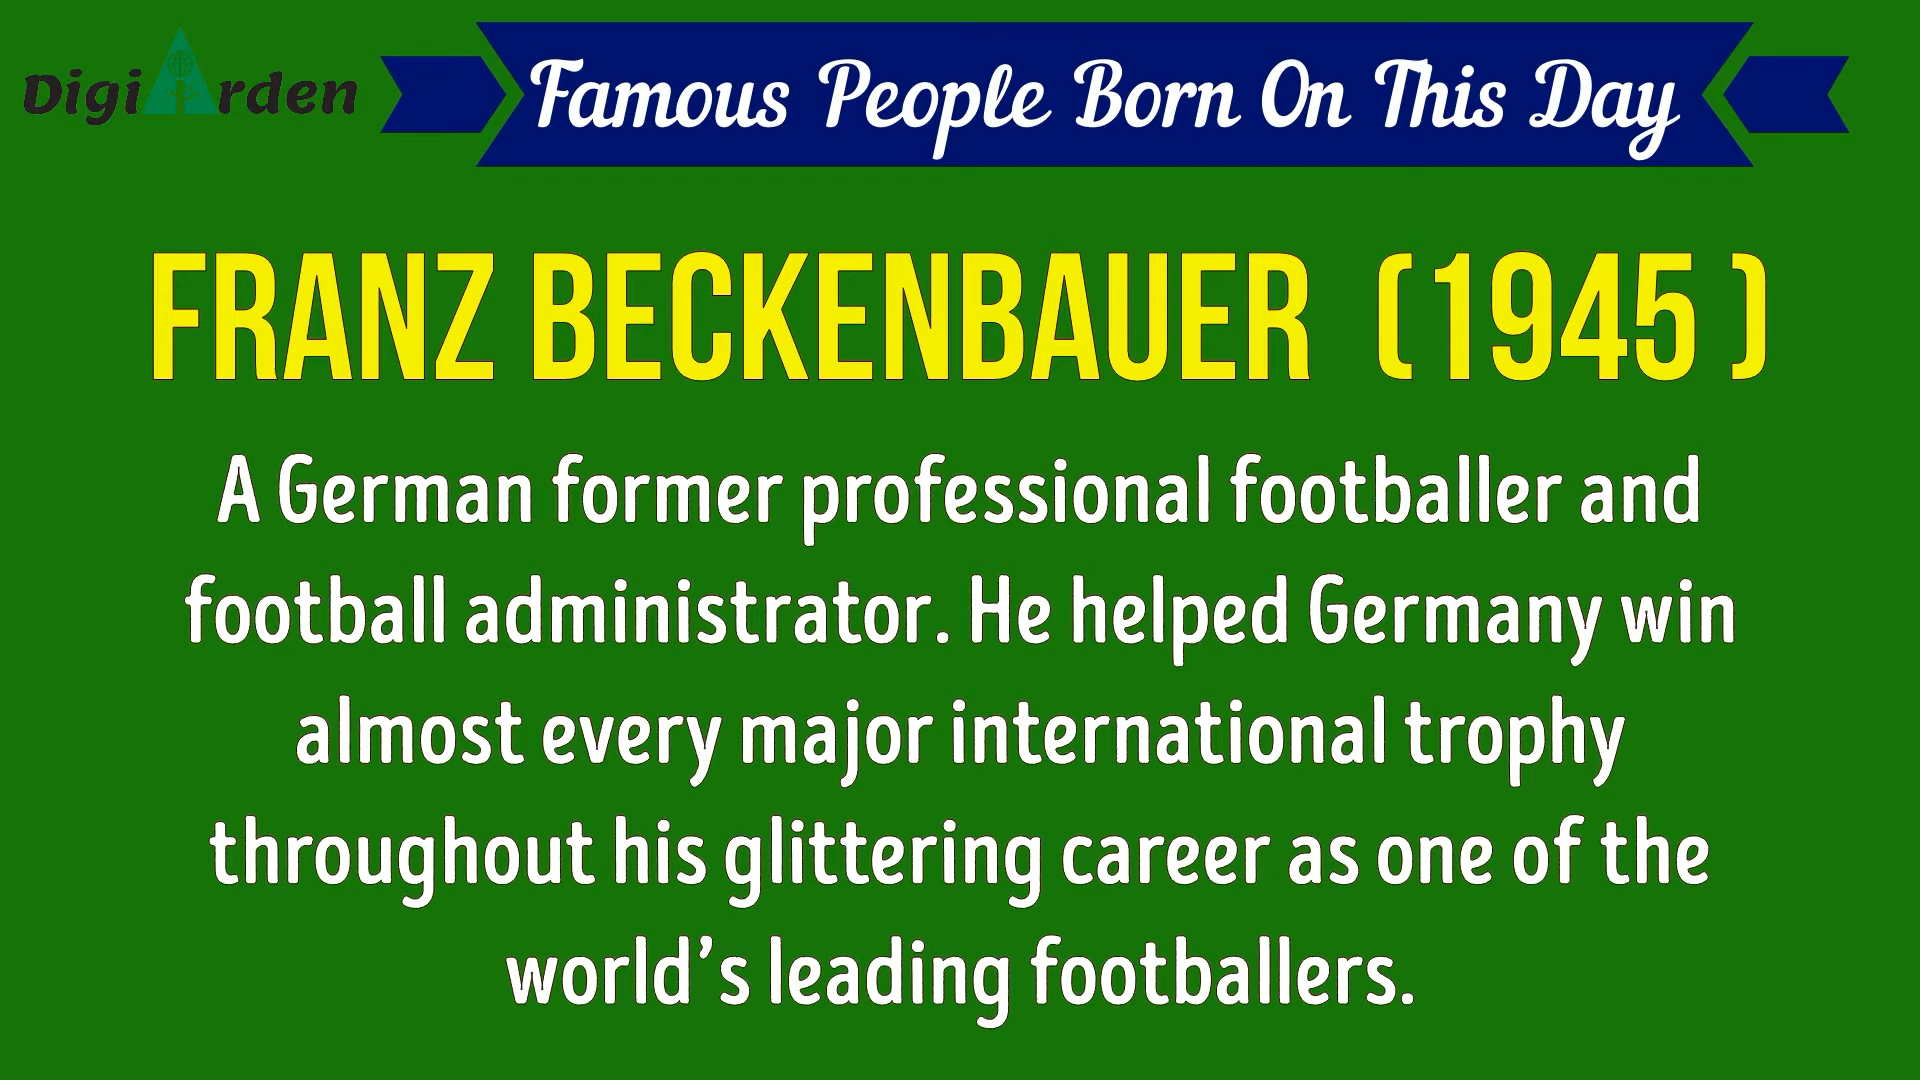 DigiArden
Famous People Born On This Day
FRANZ BECKENBAUER (1945 )
A German former professional footballer and
football administrator. He helped Germany win
almost every major international trophy
throughout his glittering career as one of the
world’s leading footballers.